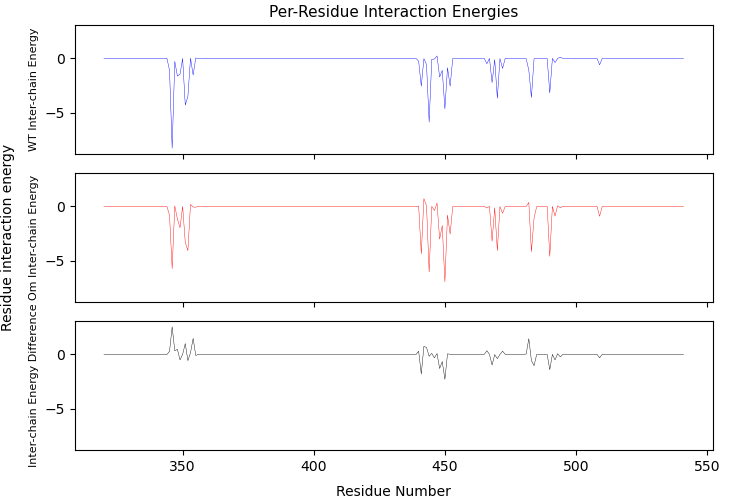 Per-Residue Interaction Energies
Residue interaction energy
WT Inter-chain Energy
0
−5
Om Inter-chain Energy
0
−5
Inter-chain Energy Difference
0
−5
350
400
450
500
550
Residue Number